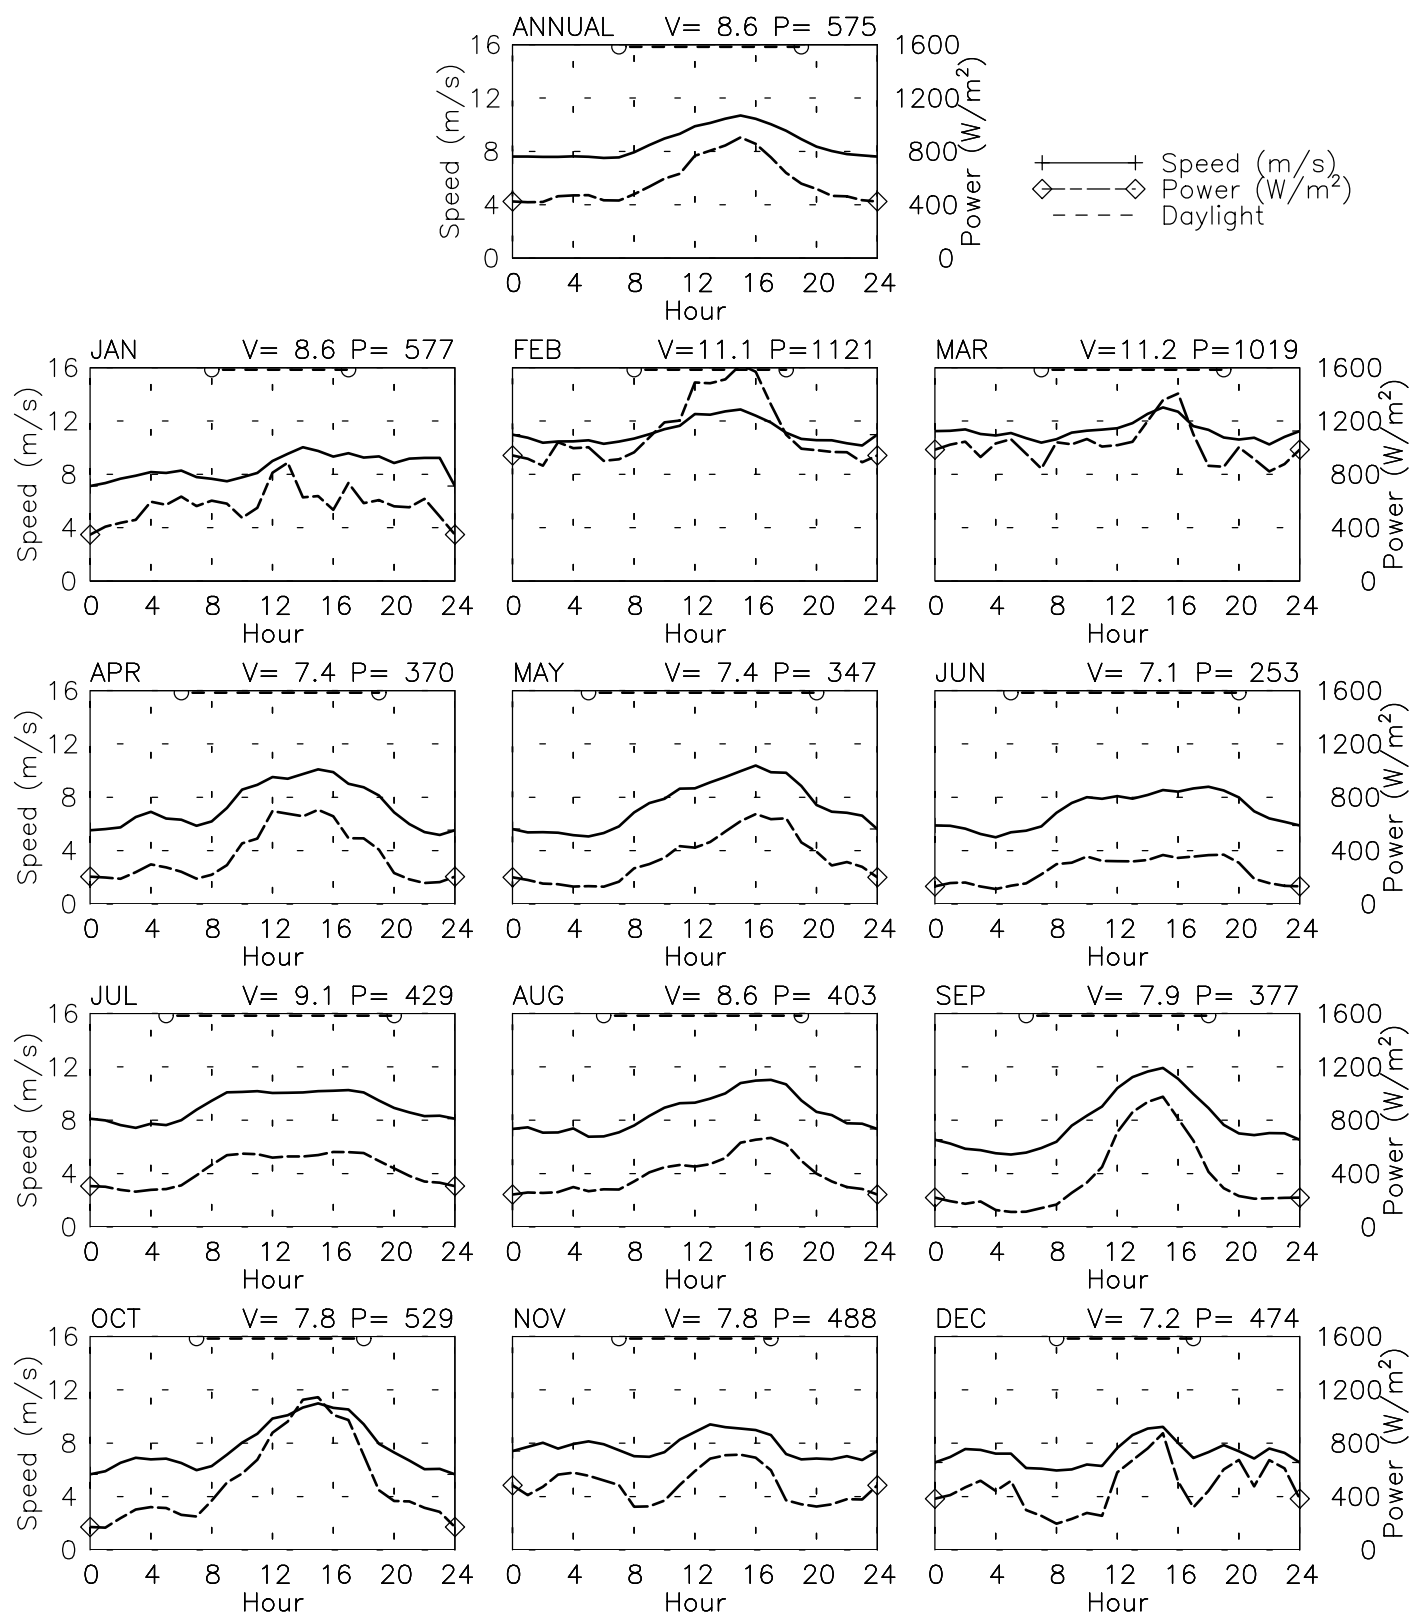 ANNUAL V= 8.6 P= 575
16 1600
12 1200
8 800
4 400
0 0
Speed (m/s)
Power (W/m²)
0 4 8 12 16 20 24
Hour
Speed (m/s)
Power (W/m²)
Daylight
JAN V= 8.6 P= 577 FEB V=11.1 P=1121 MAR V=11.2 P=1019
16 1600
12 1200
8 800
4 400
0 0
Speed (m/s)
Power (W/m²)
0 4 8 12 16 20 24 0 4 8 12 16 20 24 0 4 8 12 16 20 24
Hour Hour Hour
APR V= 7.4 P= 370 MAY V= 7.4 P= 347 JUN V= 7.1 P= 253
16 1600
12 1200
8 800
4 400
0 0
Speed (m/s)
Power (W/m²)
0 4 8 12 16 20 24 0 4 8 12 16 20 24 0 4 8 12 16 20 24
Hour Hour Hour
JUL V= 9.1 P= 429 AUG V= 8.6 P= 403 SEP V= 7.9 P= 377
16 1600
12 1200
8 800
4 400
0 0
Speed (m/s)
Power (W/m²)
0 4 8 12 16 20 24 0 4 8 12 16 20 24 0 4 8 12 16 20 24
Hour Hour Hour
OCT V= 7.8 P= 529 NOV V= 7.8 P= 488 DEC V= 7.2 P= 474
16 1600
12 1200
8 800
4 400
0 0
Speed (m/s)
Power (W/m²)
0 4 8 12 16 20 24 0 4 8 12 16 20 24 0 4 8 12 16 20 24
Hour Hour Hour